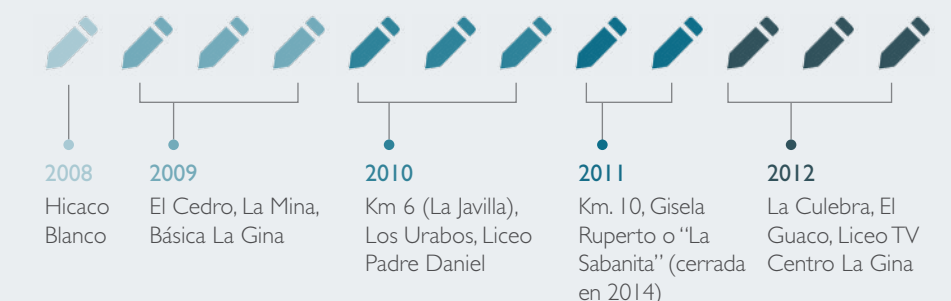 2008
Hicaco
Blanco
2009
El Cedro, La Mina,
Básica La Gina
2010
Km 6 (La Javilla),
Los Urabos, Liceo
Padre Daniel
2011
Km. 10, Gisela
Ruperto o “La
Sabanita” (cerrada
en 2014)
2012
La Culebra, El
Guaco, Liceo TV
Centro La Gina